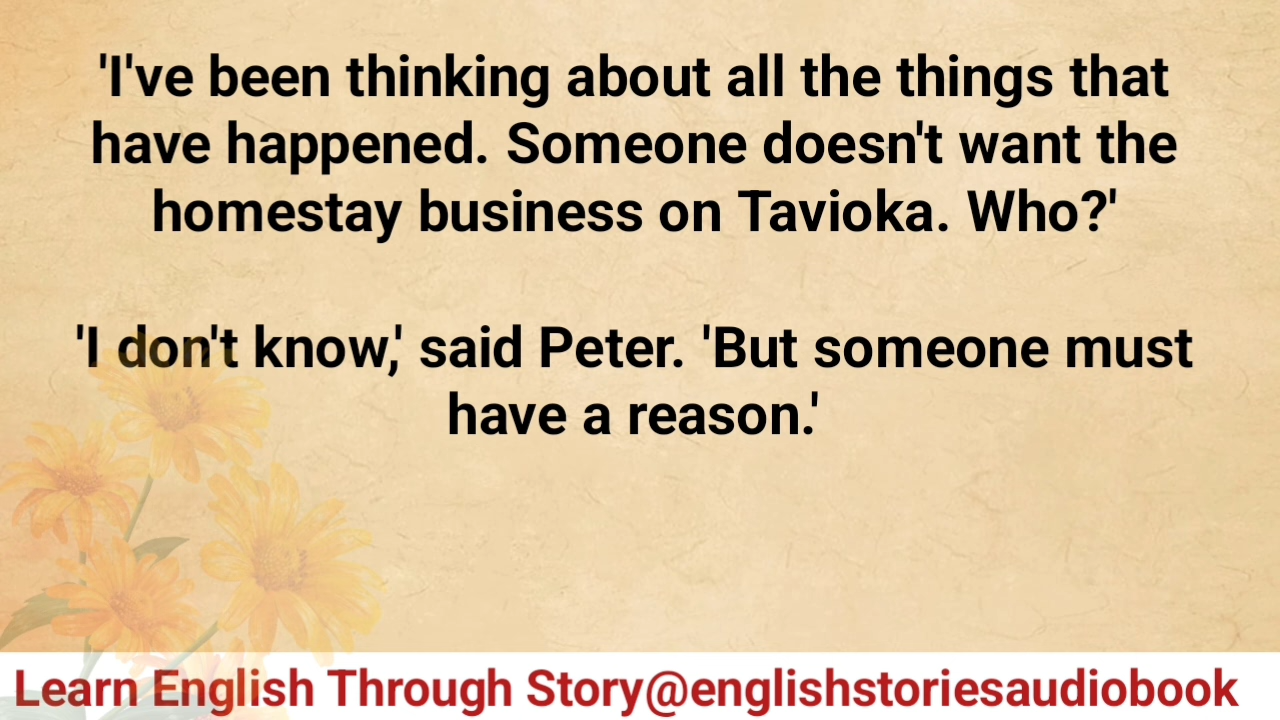 'I've been thinking about all the things that
have happened. Someone doesn't want the
homestay business on Tavioka. Who?'
'I don't know,' said Peter. 'But someone must
have a reason.'
Learn English Through Story@englishstoriesaudiobook